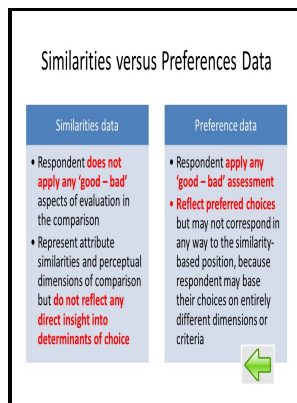 Similarities versus Preferences Data
Similarities data
• Respondent does not
apply any ‘good – bad’
aspects of evaluation in
the comparison
• Represent attribute
similarities and perceptual
dimensions of comparison
but do not reflect any
direct insight into
determinants of choice
Preference data
• Respondent apply any
‘good – bad’ assessment
• Reflect preferred choices
but may not correspond in
any way to the similarity-
based position, because
respondent may base
their choices on entirely
different dimensions or
criteria